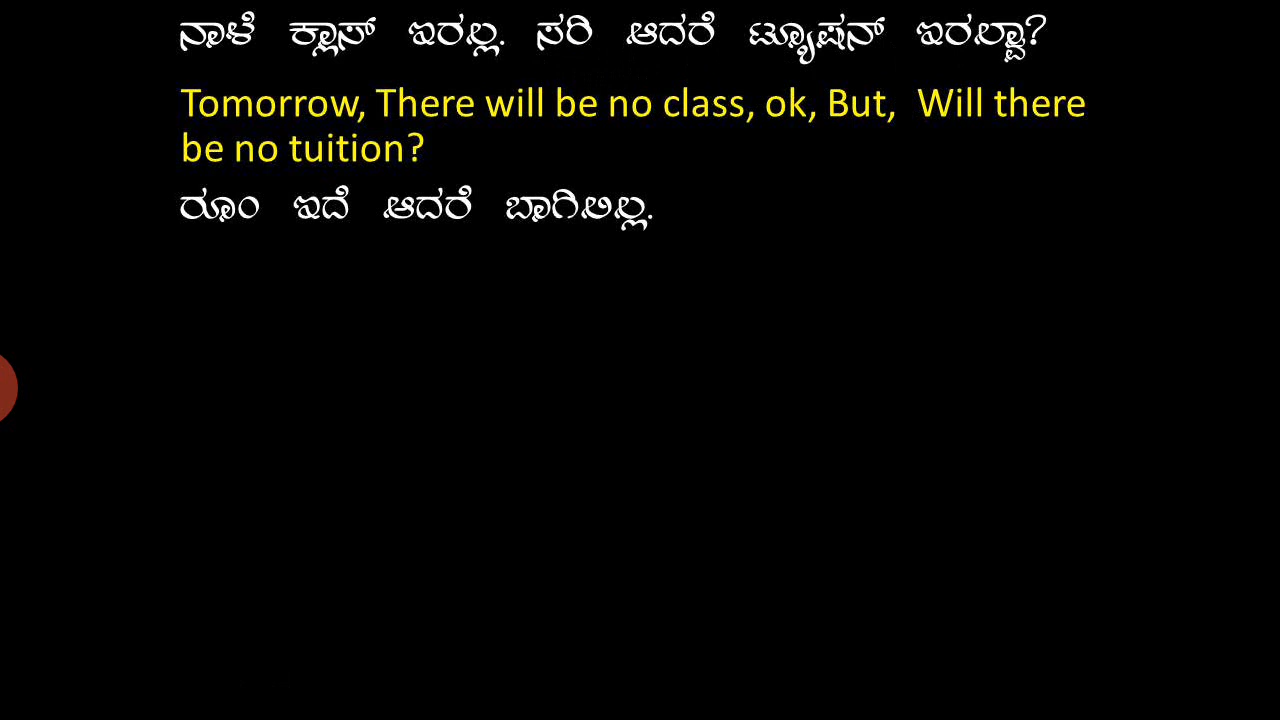 ನಾಳೆ ಕ್ಲಾಸ್ ಇರಲ್ಲ. ಸರಿ ಆದರೆ ಟ್ಯೂಷನ್ ಇರಲ್ವಾ?
Tomorrow, There will be no class, ok, But, Will there
be no tuition?
ರೂಂ ಇದೆ ಆದರೆ ಬಾಗಿಲಿಲ್ಲ.